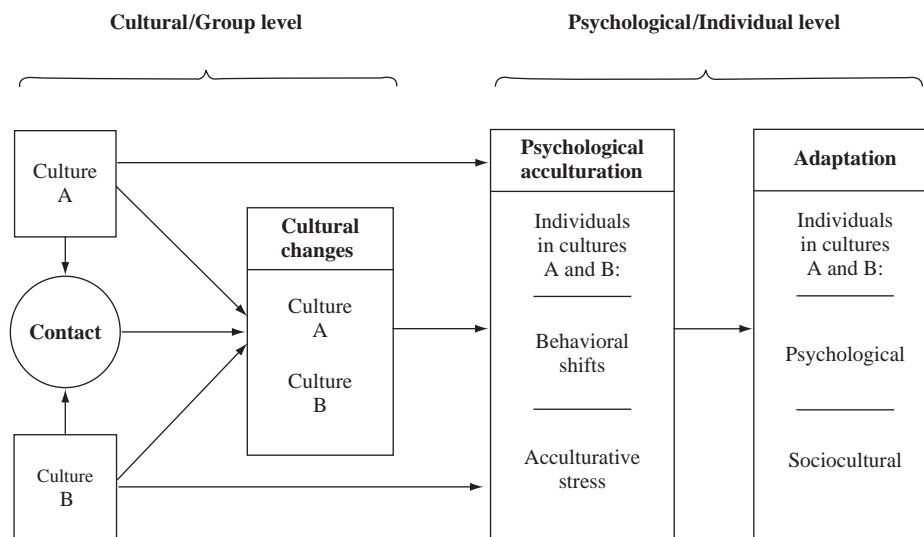 Cultural/Group level
Psychological/Individual level
Culture
A
Contact
Culture
B
Cultural
changes
Culture
A
Culture
B
Psychological
acculturation
Individuals
in cultures
A and B:
Behavioral
shifts
Acculturative
stress
Adaptation
Individuals
in cultures
A and B:
Psychological
Sociocultural